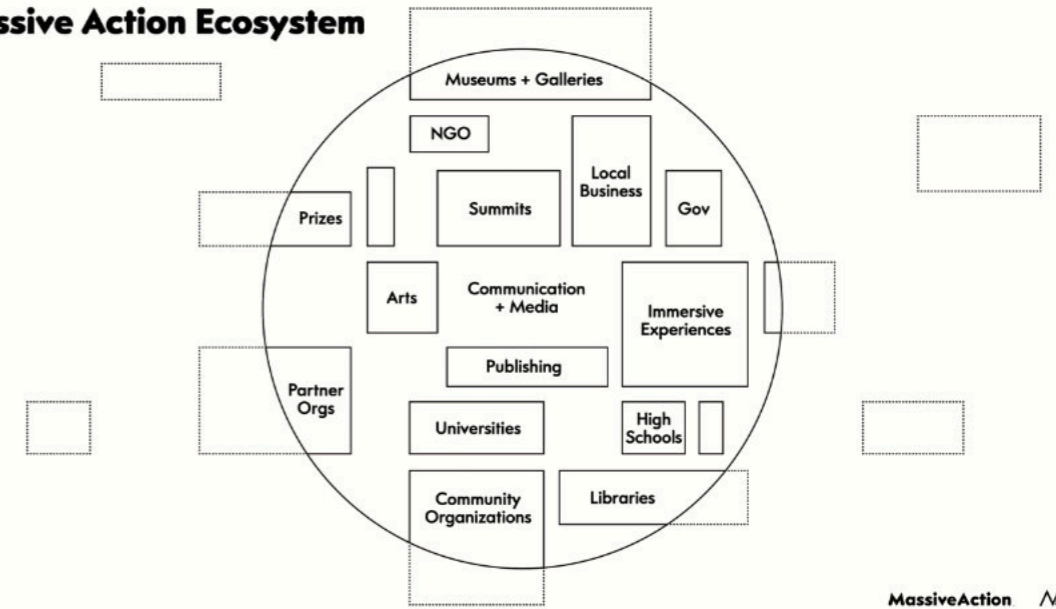 ssive Action Ecosystem
Museums + Galleries
NGO
Local
Business
Prizes
Summits
Gov
Arts
Communication
+ Media
Immersive
Experiences
Publishing
Partner
Orgs
Universities
High
Schools
Community
Organizations
Libraries
MassiveAction